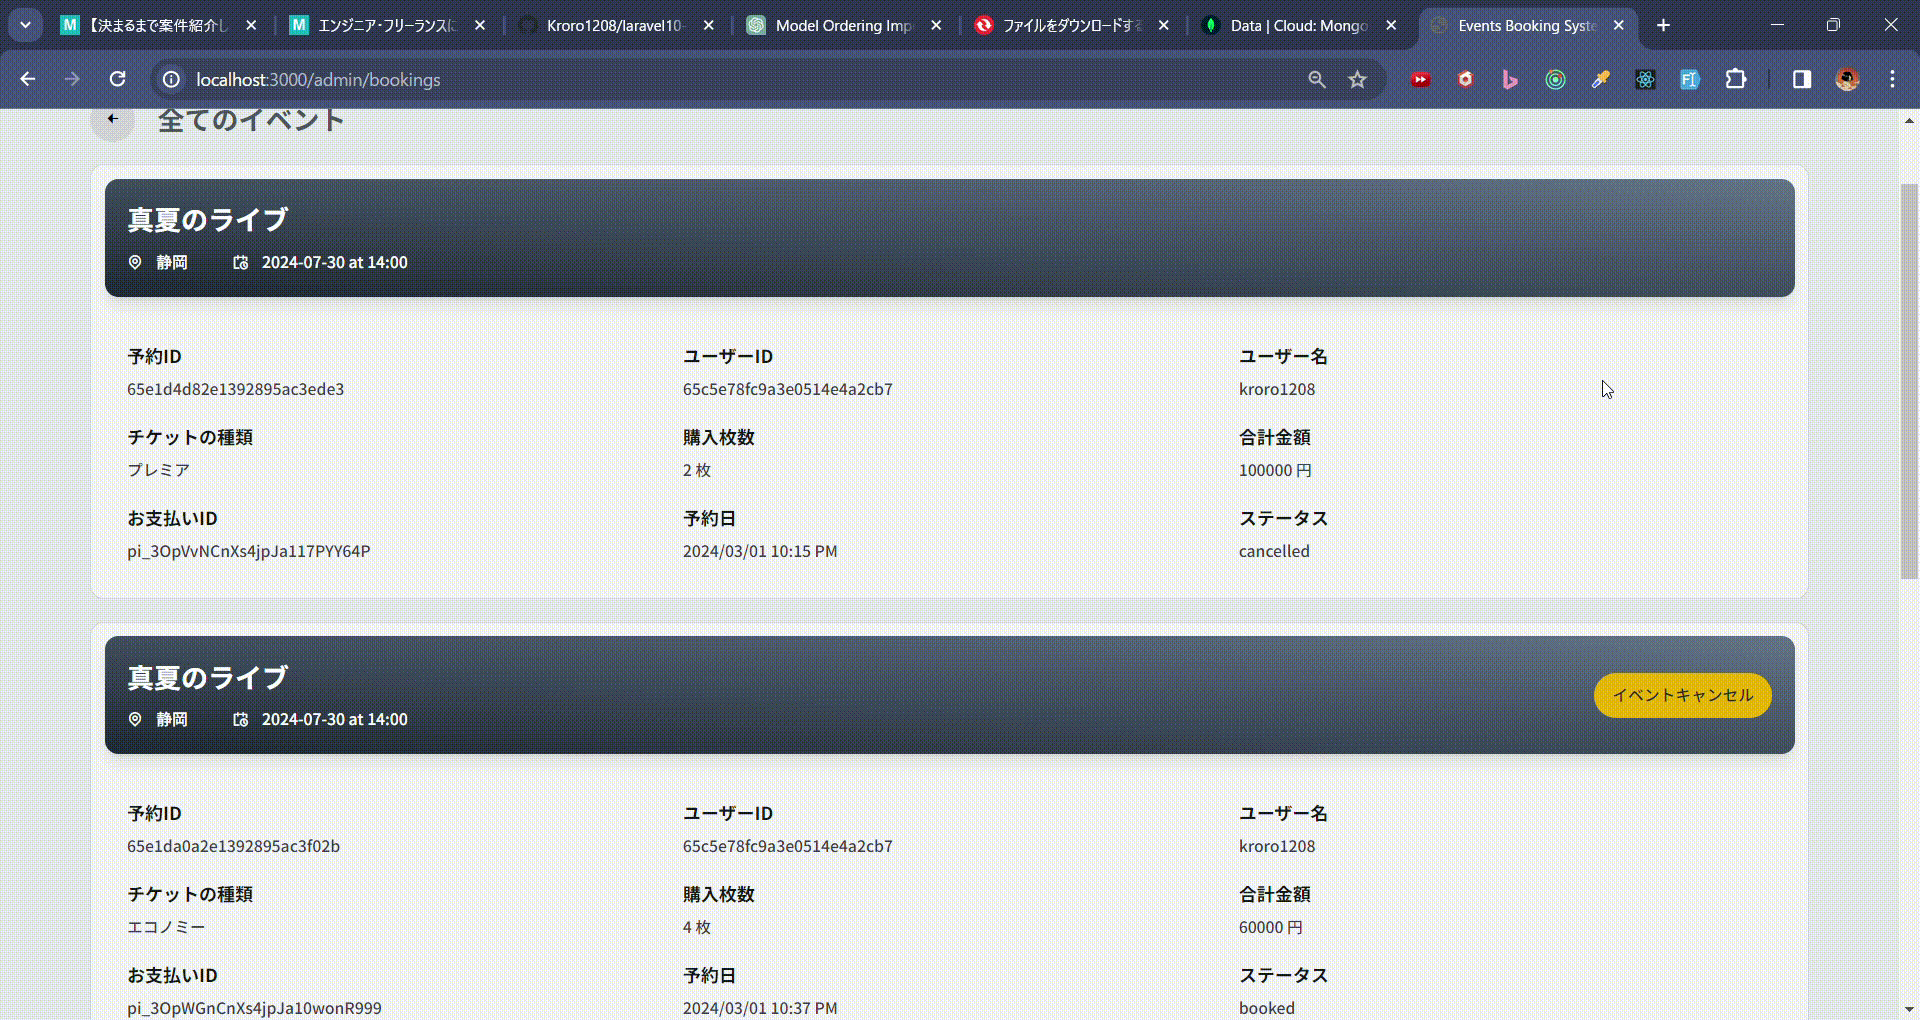 【決まるまで案件紹介し
エンジニア・フリーランスに
Kroro1208/laravel10-
Model Ordering Imp
ファイルをダウンロードする
Data | Cloud: Mongo
Events Booking Syste
localhost:3000/admin/bookings
全てのイベント
真夏のライブ
静岡 2024-07-30 at 14:00
予約ID ユーザーID ユーザー名
65e1d4d82e1392895ac3ede3 65c5e78fc9a3e0514e4a2cb7 kroro1208
チケットの種類 購入枚数 合計金額
プレミア 2 枚 100000 円
お支払いID 予約日 ステータス
pi_3OpVvNCnXs4jpJa117PYY64P 2024/03/01 10:15 PM cancelled
真夏のライブ
イベントキャンセル
静岡 2024-07-30 at 14:00
予約ID ユーザーID ユーザー名
65e1da0a2e1392895ac3f02b 65c5e78fc9a3e0514e4a2cb7 kroro1208
チケットの種類 購入枚数 合計金額
エコノミー 4 枚 60000 円
お支払いID 予約日 ステータス
pi_3OpWGnCnXs4jpJa10wonR999 2024/03/01 10:37 PM booked